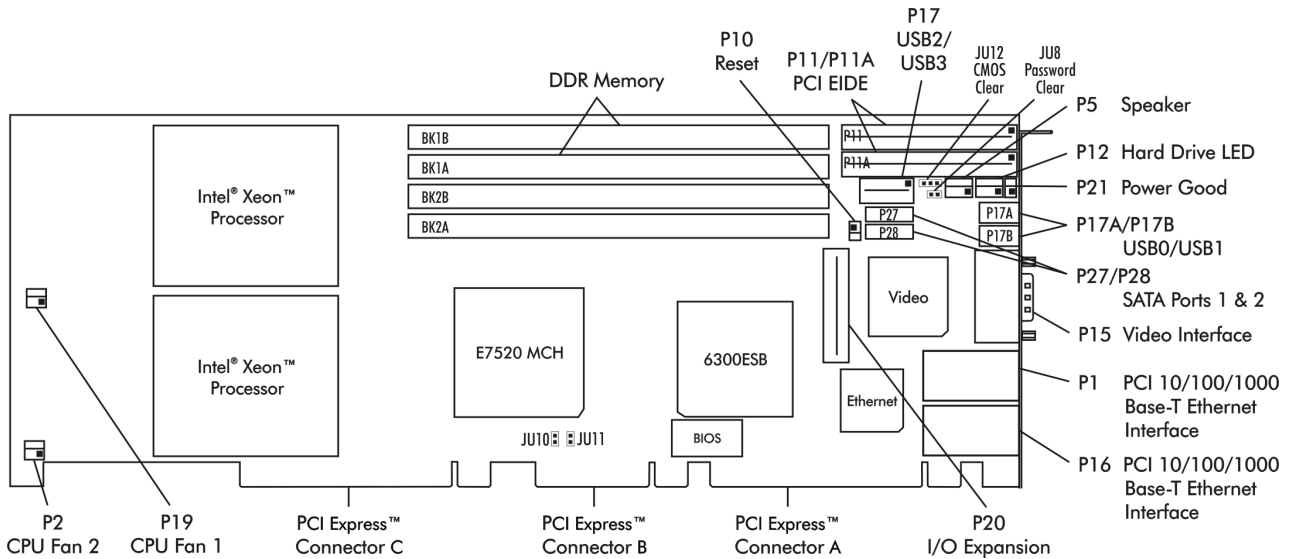 P17
USB2/
USB3
P10
Reset
P11/P11A
PCI EIDE
JU12
CMOS
Clear
JU8
Password
Clear
DDR Memory
P5 Speaker
P12 Hard Drive LED
P21 Power Good
P17A/P17B
USB0/USB1
P27/P28
SATA Ports 1 & 2
P15 Video Interface
P1 PCI 10/100/1000
Base-T Ethernet
Interface
P16 PCI 10/100/1000
Base-T Ethernet
Interface
BK1B
BK1A
BK2B
BK2A
P11
P11A
P27
P28
P17A
P17B
Intel® Xeon™
Processor
Intel® Xeon™
Processor
E7520 MCH
6300ESB
Video
Ethernet
JU10
JU11
BIOS
P2
CPU Fan 2
P19
CPU Fan 1
PCI Express™
Connector C
PCI Express™
Connector B
PCI Express™
Connector A
P20
I/O Expansion